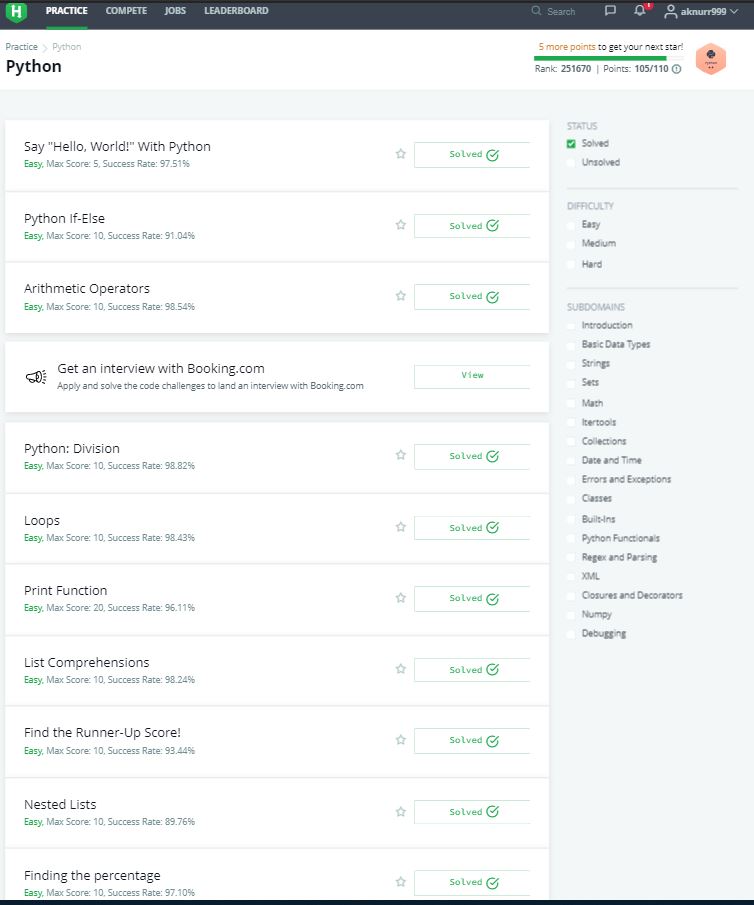 H PRACTICE COMPETE JOBS LEADERBOARD Search 1 aknurr999
Practice > Python
Python
5 more points to get your next star!
Rank: 251670 | Points: 105/110
PYTHON
Say "Hello, World!" With Python
Easy, Max Score: 5, Success Rate: 97.51%
Solved
Python If-Else
Easy, Max Score: 10, Success Rate: 91.04%
Solved
Arithmetic Operators
Easy, Max Score: 10, Success Rate: 98.54%
Solved
Get an interview with Booking.com
Apply and solve the code challenges to land an interview with Booking.com
View
Python: Division
Easy, Max Score: 10, Success Rate: 98.82%
Solved
Loops
Easy, Max Score: 10, Success Rate: 98.43%
Solved
Print Function
Easy, Max Score: 20, Success Rate: 96.11%
Solved
List Comprehensions
Easy, Max Score: 10, Success Rate: 98.24%
Solved
Find the Runner-Up Score!
Easy, Max Score: 10, Success Rate: 93.44%
Solved
Nested Lists
Easy, Max Score: 10, Success Rate: 89.76%
Solved
Finding the percentage
Easy, Max Score: 10, Success Rate: 97.10%
Solved
STATUS
Solved
Unsolved
DIFFICULTY
Easy
Medium
Hard
SUBDOMAINS
Introduction
Basic Data Types
Strings
Sets
Math
Itertools
Collections
Date and Time
Errors and Exceptions
Classes
Built-Ins
Python Functionals
Regex and Parsing
XML
Closures and Decorators
Numpy
Debugging